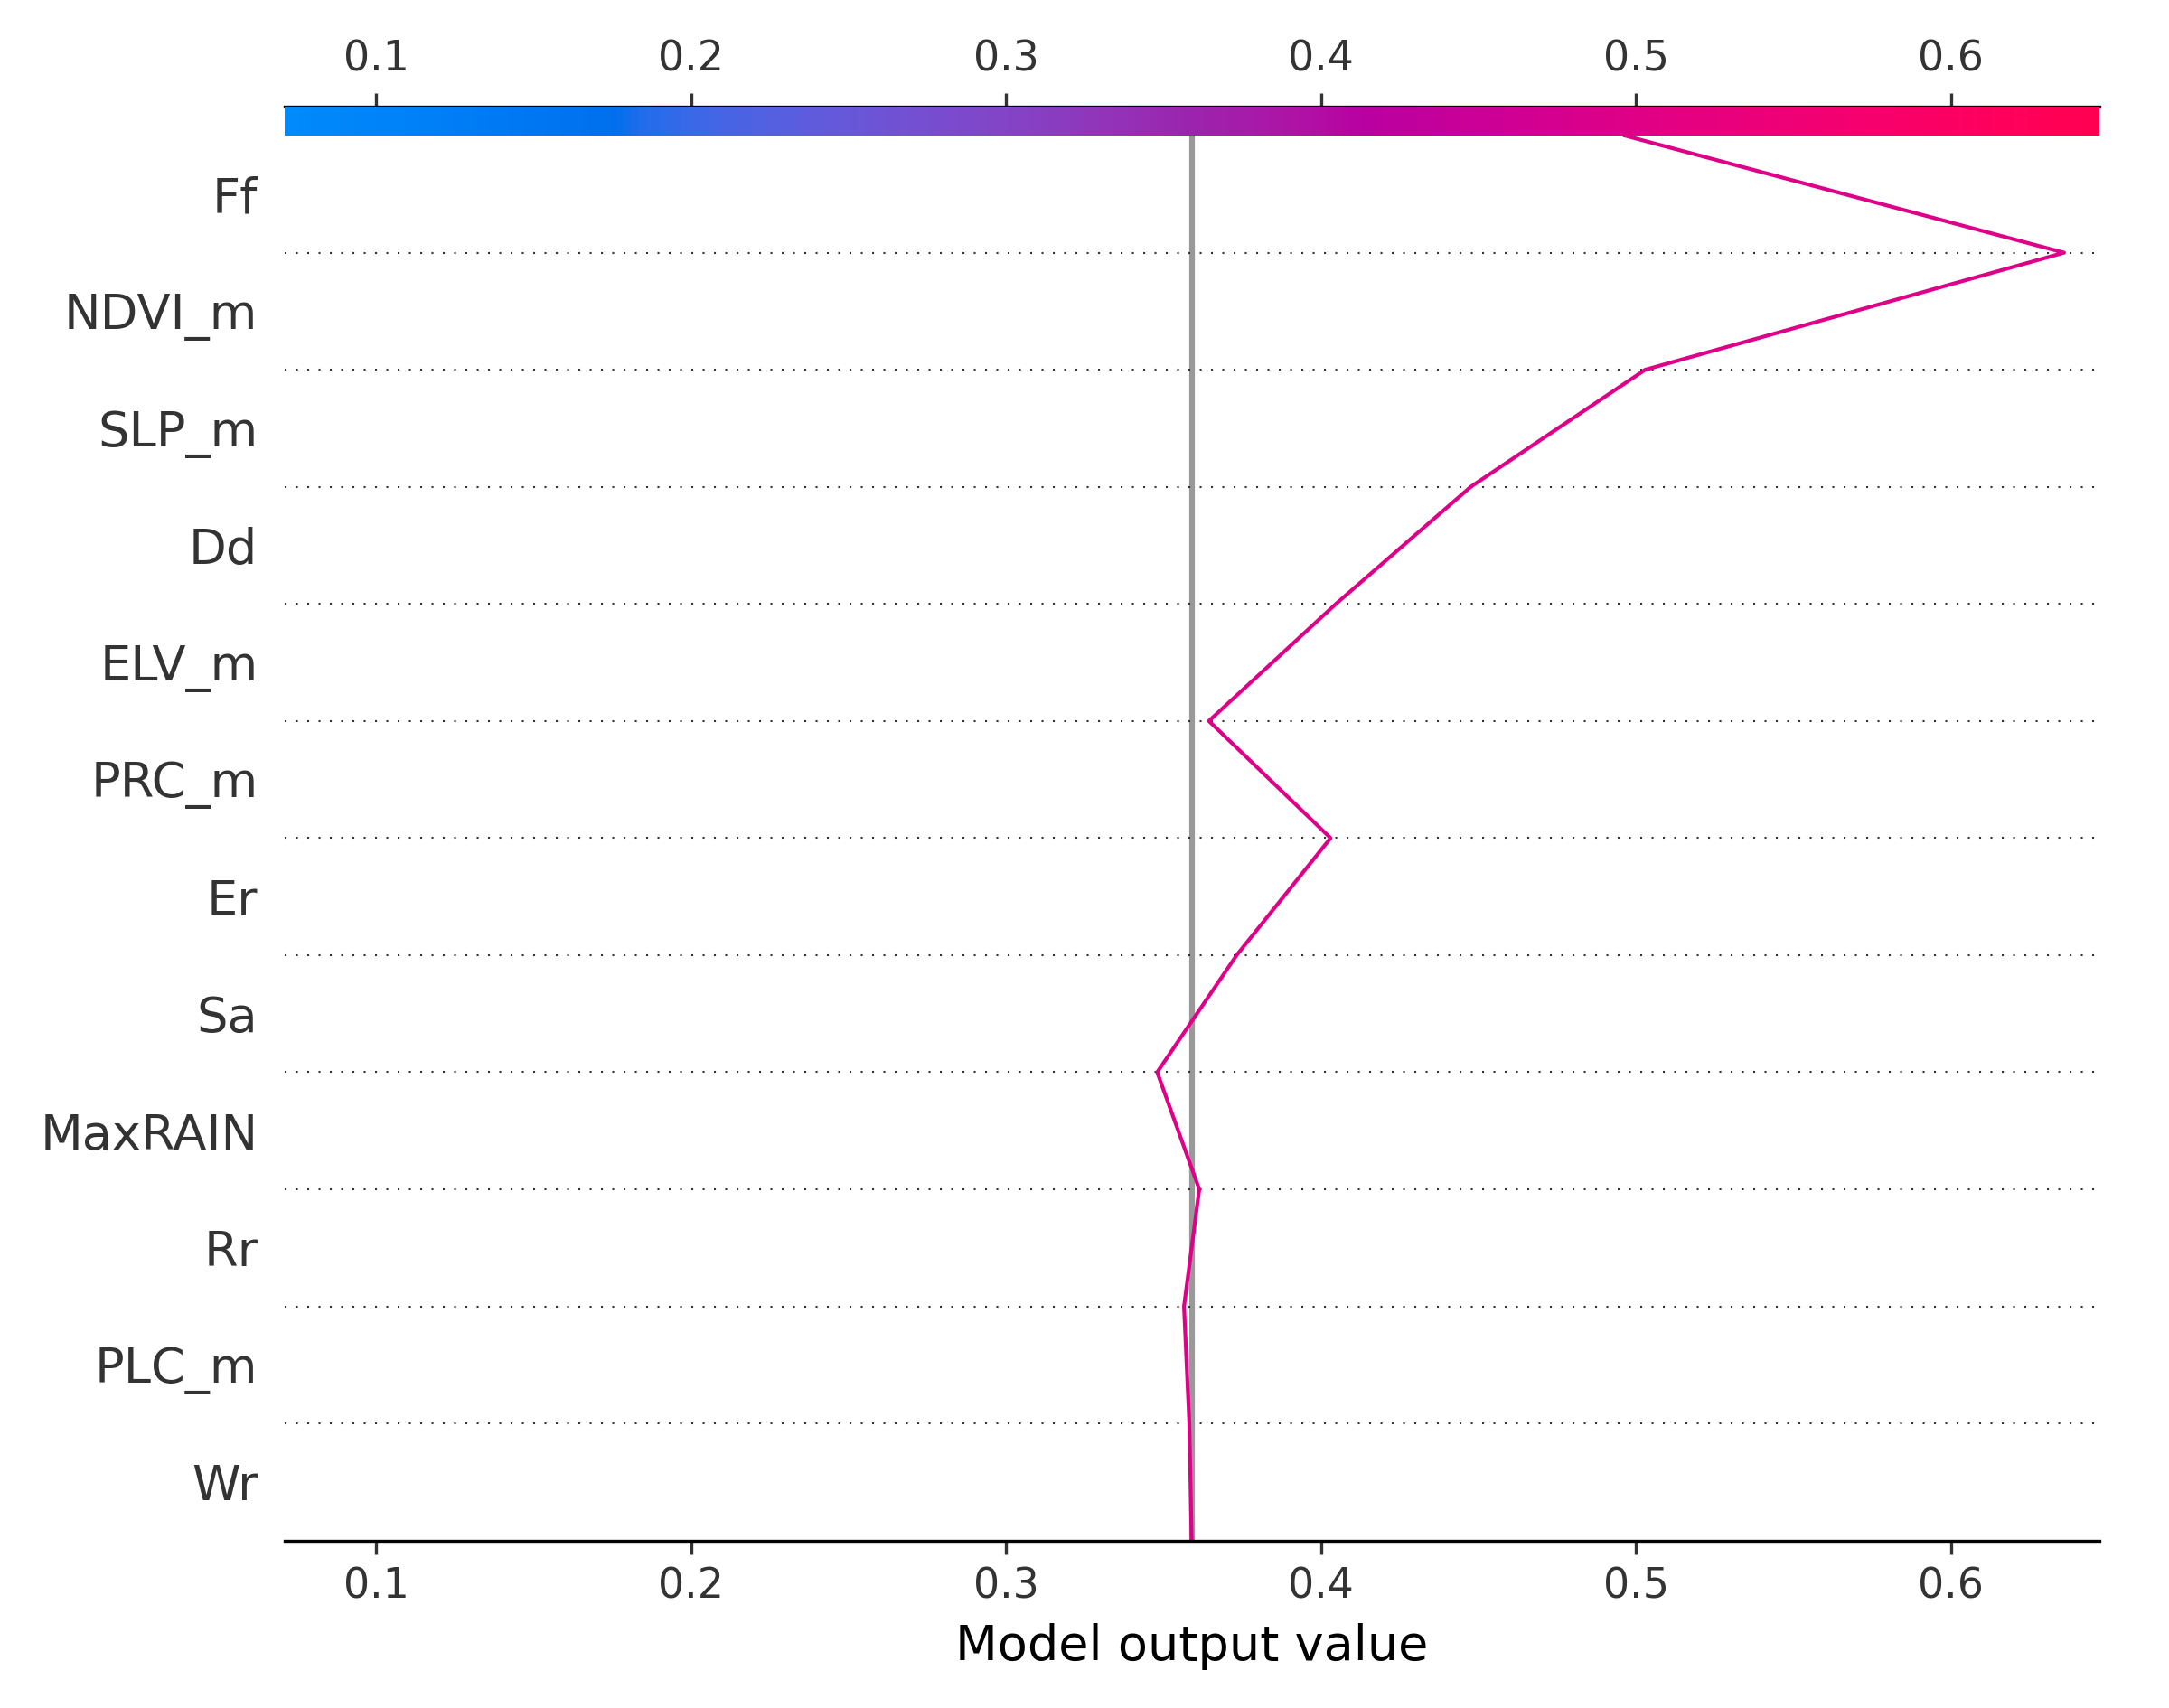 0.1 0.2 0.3 0.4 0.5 0.6
Ff
NDVI_m
SLP_m
Dd
ELV_m
PRC_m
Er
Sa
MaxRAIN
Rr
PLC_m
Wr
0.1 0.2 0.3 0.4 0.5 0.6
Model output value